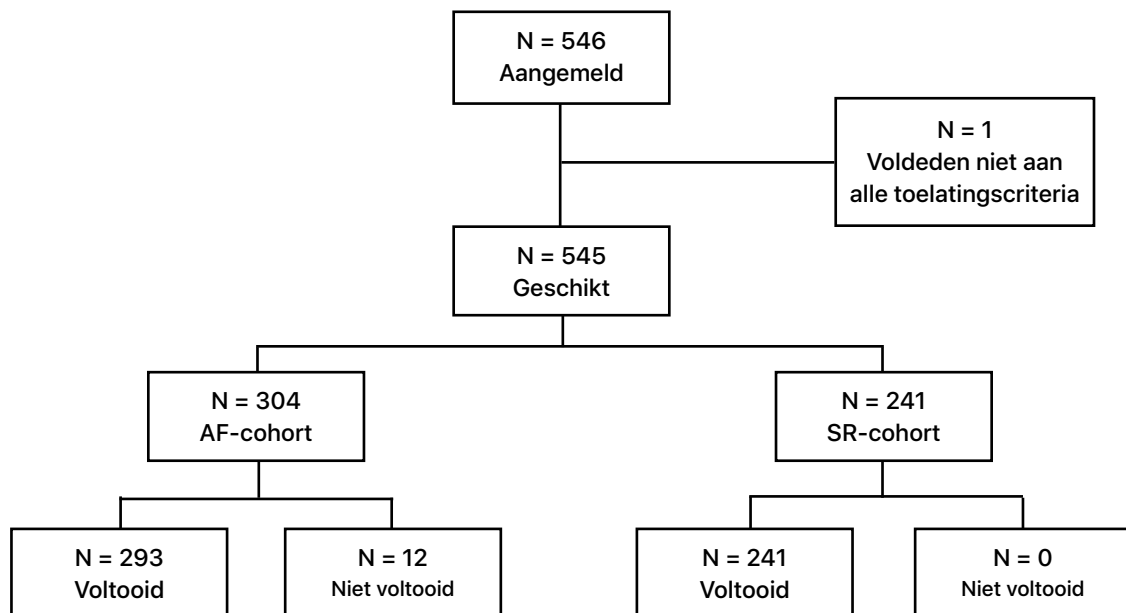 N = 546
Aangemeld
N = 1
Voldeden niet aan
alle toelatingscriteria
N = 545
Geschikt
N = 304
AF-cohort
N = 241
SR-cohort
N = 293
Voltooid
N = 12
Niet voltooid
N = 241
Voltooid
N = 0
Niet voltooid